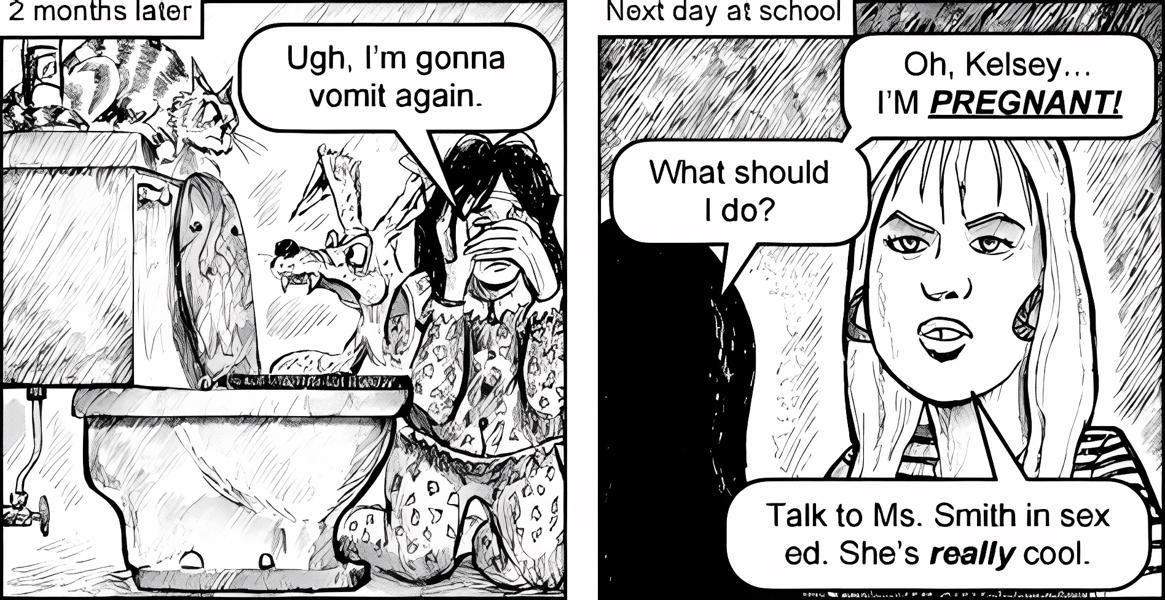 2 months later
Ugh, I'm gonna
vomit again.
Next day at school
Oh, Kelsey...
I'M PREGNANT!
What should
I do?
Talk to Ms. Smith in sex
ed. She's really cool.